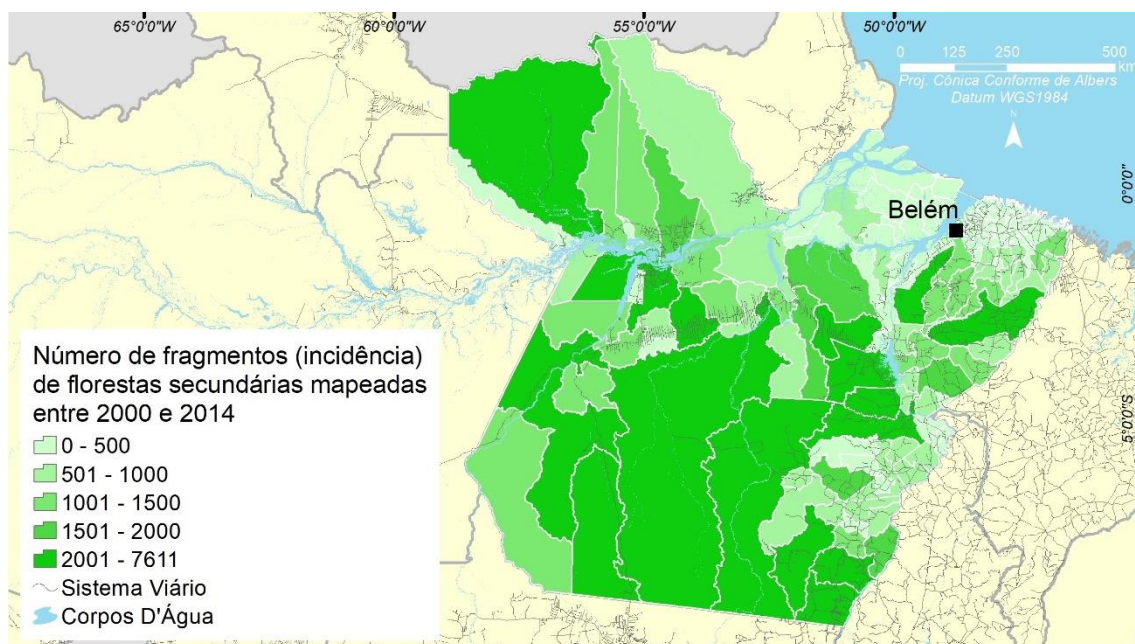 65°0'0"W
60°0'0"W
55°0'0"W
50°0'0"W
0 125 250 500
km
Proj. Cônica Conforme de Albers
Datum WGS1984
N
0°0'0"
Belém
5°0'0"S
Número de fragmentos (incidência)
de florestas secundárias mapeadas
entre 2000 e 2014
0 - 500
501 - 1000
1001 - 1500
1501 - 2000
2001 - 7611
Sistema Viário
Corpos D'Água